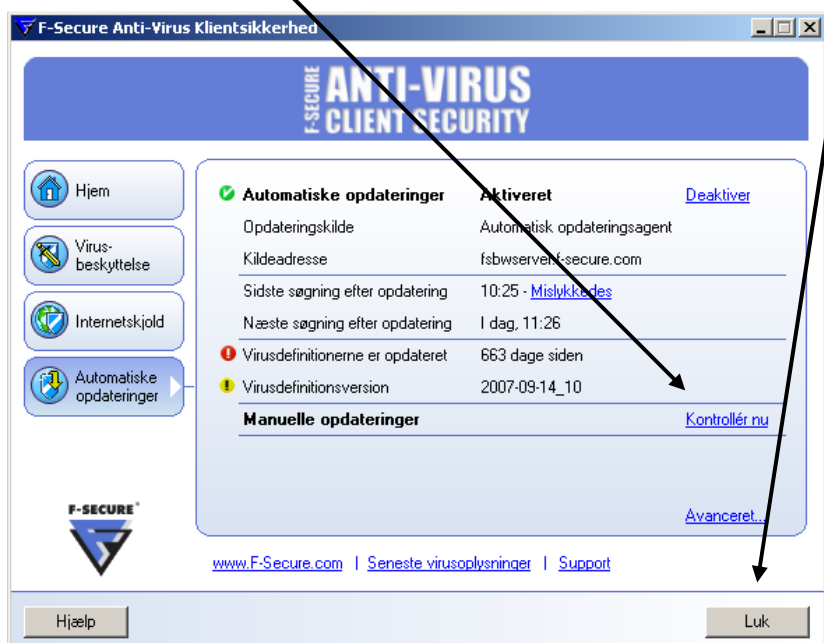 F-Secure Anti-Virus Klientsikkerhed
F-SECURE ANTI-VIRUS
CLIENT SECURITY
Hjem
Virus-
beskyttelse
Internetskjold
Automatiske
opdateringer
Automatiske opdateringer Aktiveret Deaktiver
Opdateringskilde Automatisk opdateringsagent
Kildeadresse fsbwserver.f-secure.com
Sidste søgning efter opdatering 10:25 - Mislykkedes
Næste søgning efter opdatering I dag, 11:26
Virusdefinitionerne er opdateret 663 dage siden
Virusdefinitionsversion 2007-09-14_10
Manuelle opdateringer Kontrollér nu
Avanceret...
F-SECURE®
www.F-Secure.com | Seneste virusoplysninger | Support
Hjælp Luk